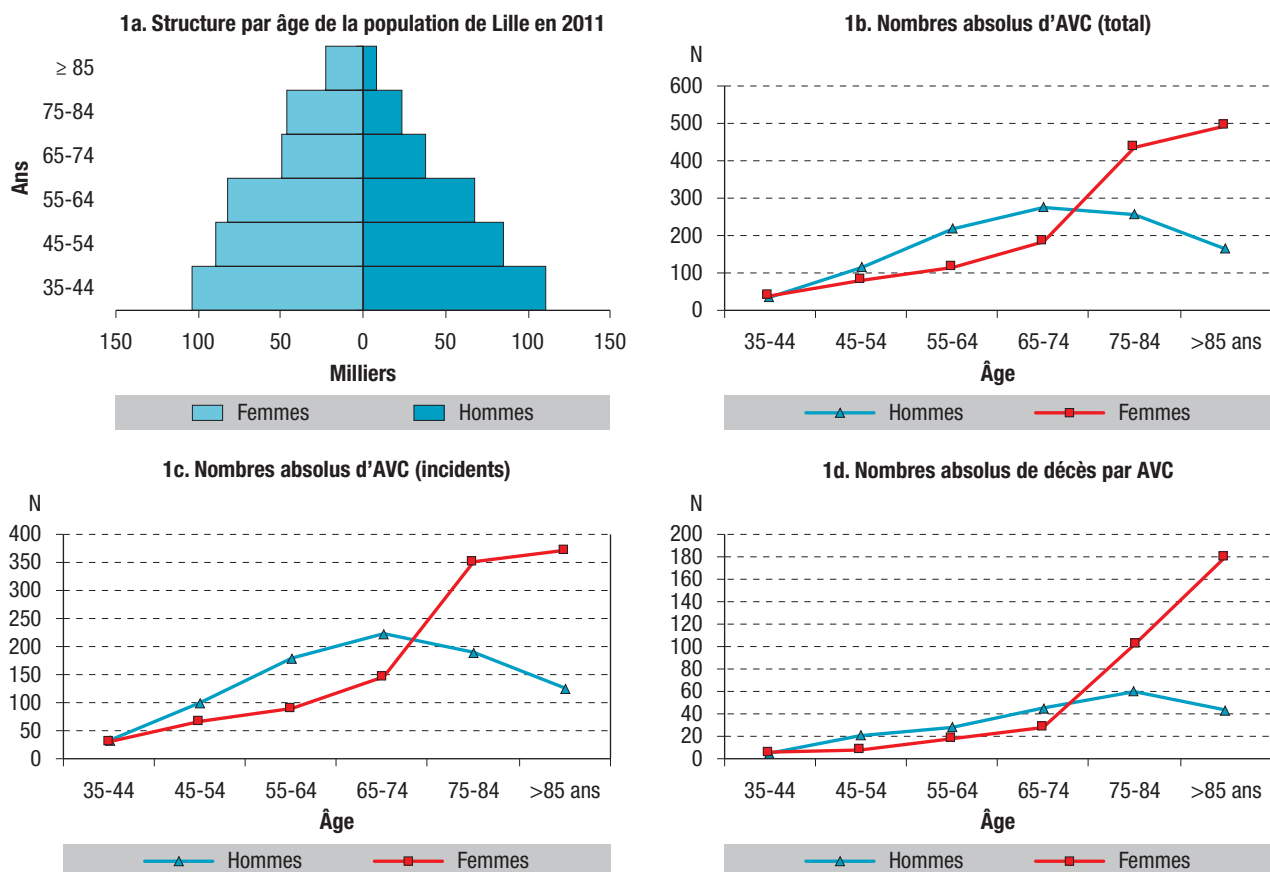 1a. Structure par âge de la population de Lille en 2011
Ans
≥ 85
75-84
65-74
55-64
45-54
35-44
150 100 50 0 50 100 150
Milliers
Femmes Hommes
1b. Nombres absolus d’AVC (total)
N
600
500
400
300
200
100
0
35-44 45-54 55-64 65-74 75-84 >85 ans
Âge
Hommes Femmes
1c. Nombres absolus d’AVC (incidents)
N
400
350
300
250
200
150
100
50
0
35-44 45-54 55-64 65-74 75-84 >85 ans
Âge
Hommes Femmes
1d. Nombres absolus de décès par AVC
N
200
180
160
140
120
100
80
60
40
20
0
35-44 45-54 55-64 65-74 75-84 >85 ans
Âge
Hommes Femmes